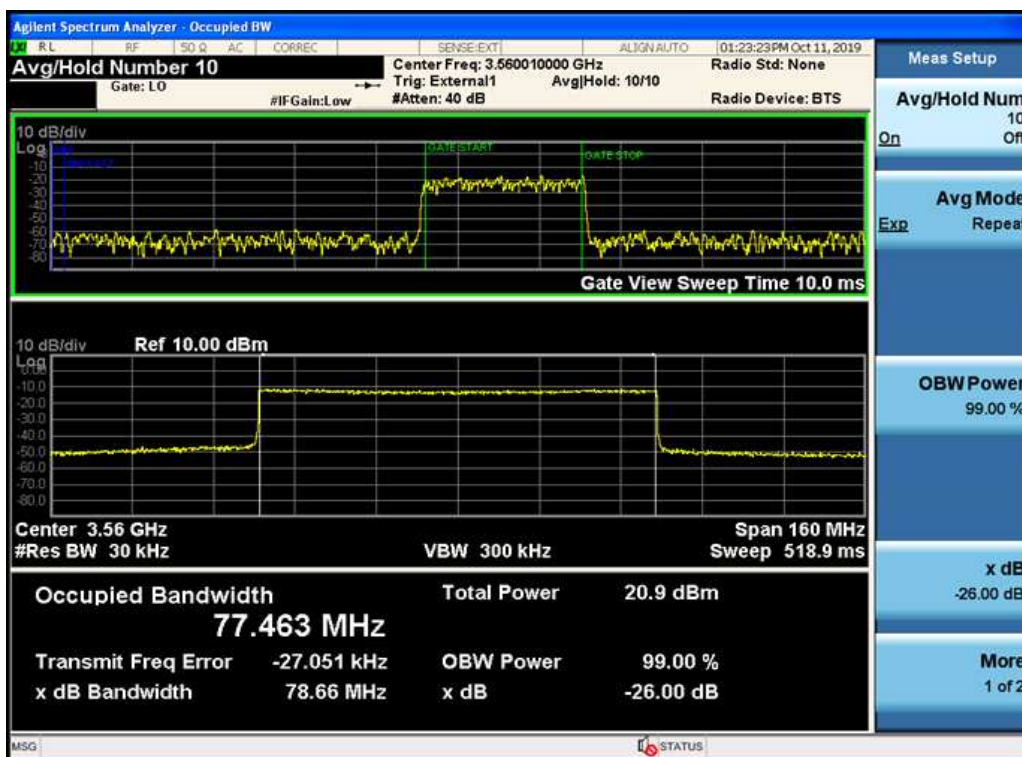 Agilent Spectrum Analyzer - Occupied BW
LXI RL RF 50 Ω AC CORREC SENSE:EXT ALIGN AUTO 01:23:23PM Oct 11, 2019
Avg/Hold Number 10
Center Freq: 3.560010000 GHz
Radio Std: None
Gate: LO
Trig: External1 Avg|Hold: 10/10
#IFGain:Low
#Atten: 40 dB
Radio Device: BTS
10 dB/div
Log
GATE START
GATE STOP
-10
-20
-30
-40
-50
-60
-70
-80
Gate View Sweep Time 10.0 ms
10 dB/div Ref 10.00 dBm
Log
0.00
-10.0
-20.0
-30.0
-40.0
-50.0
-60.0
-70.0
-80.0
Center 3.56 GHz
Span 160 MHz
#Res BW 30 kHz
VBW 300 kHz
Sweep 518.9 ms
Occupied Bandwidth
Total Power 20.9 dBm
77.463 MHz
Transmit Freq Error -27.051 kHz
OBW Power 99.00 %
x dB Bandwidth 78.66 MHz
x dB -26.00 dB
MSG
STATUS
Meas Setup
Avg/Hold Num
10
On Off
Avg Mode
Exp Repeat
OBW Power
99.00 %
x dB
-26.00 dB
More
1 of 2